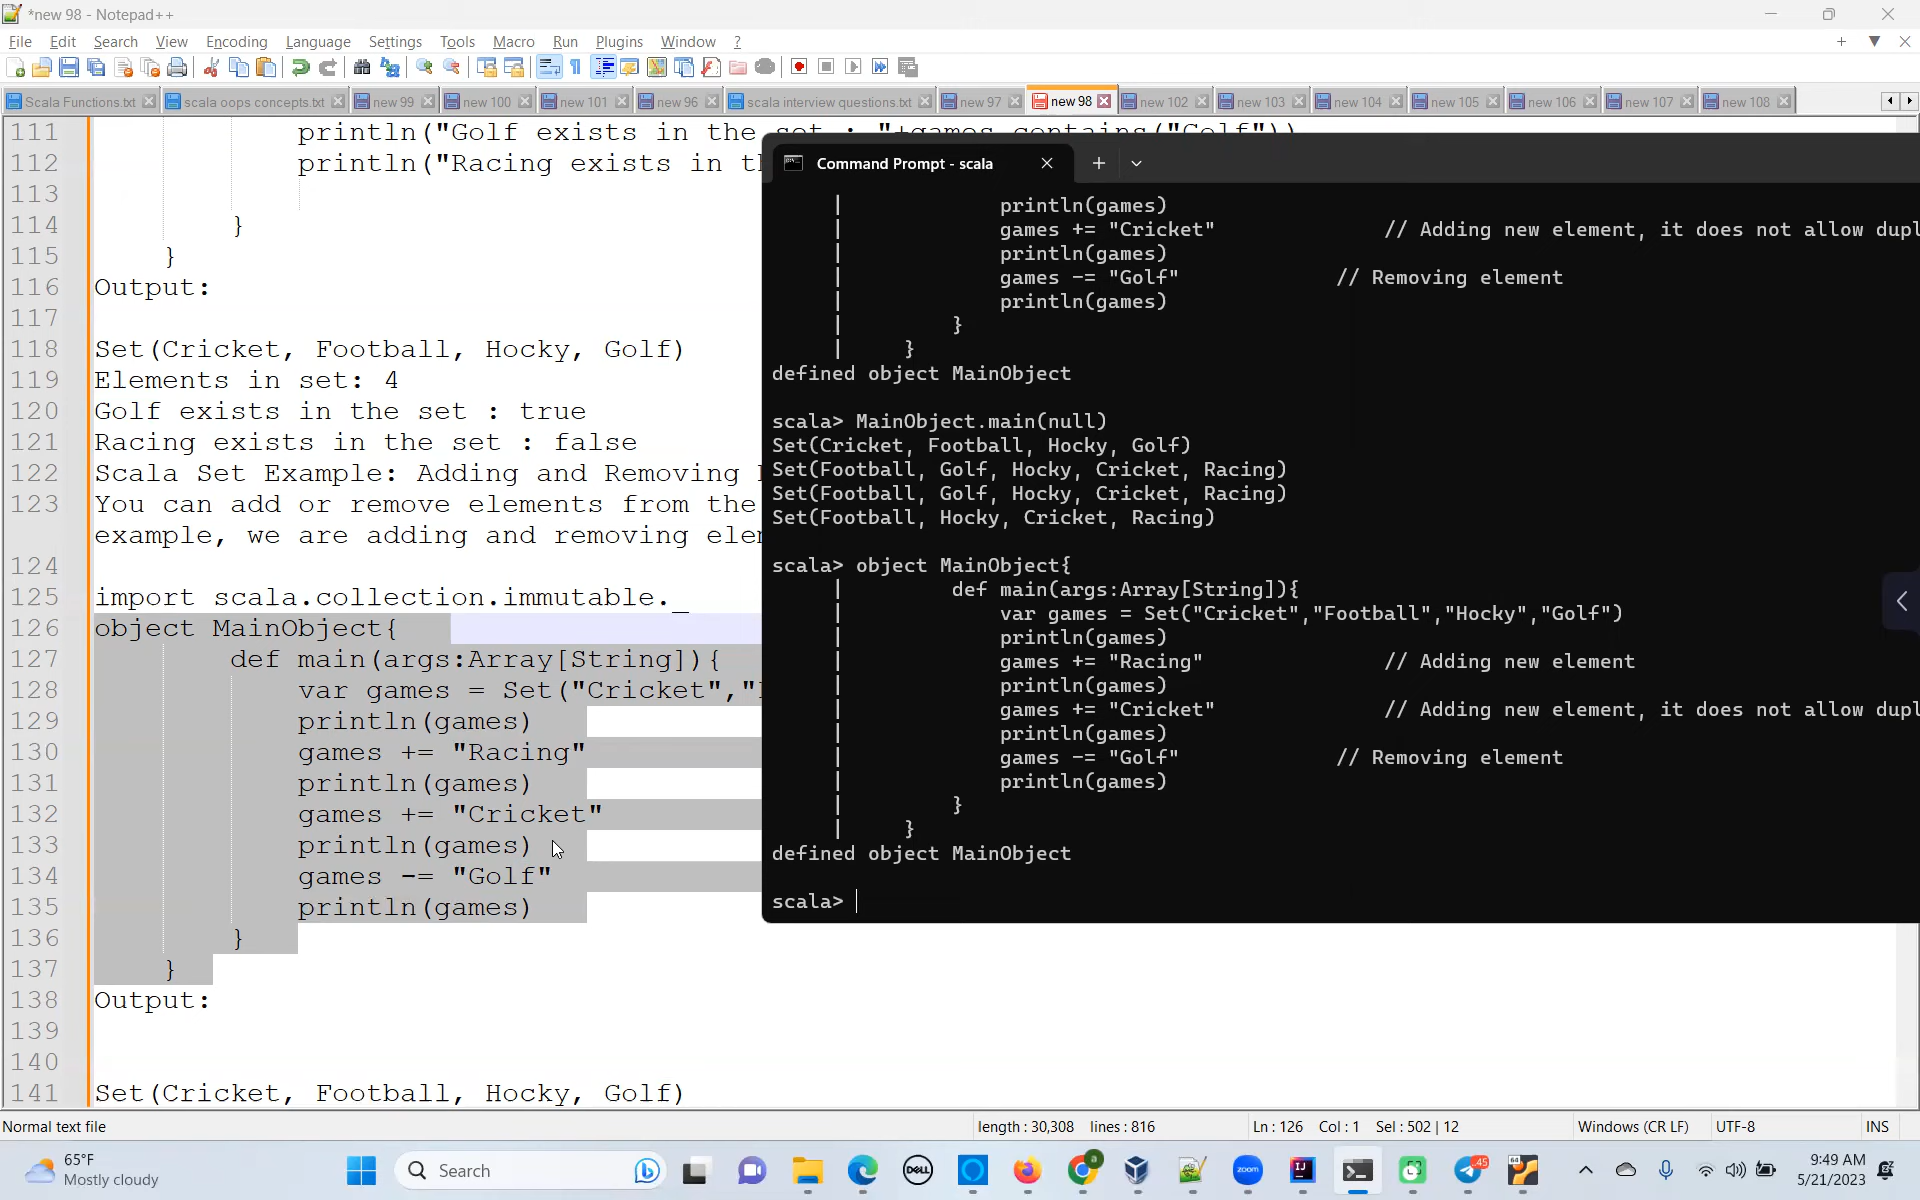 *new 98 - Notepad++
File Edit Search View Encoding Language Settings Tools Macro Run Plugins Window ?
Scala Functions.txt scala oops concepts.txt new 99 new 100 new 101 new 96 scala interview questions.txt new 97 new 98 new 102 new 103 new 104 new 105 new 106 new 107 new 108
111 println("Golf exists in the set : "+games contains("Golf"))
112 println("Racing exists in t
113
114 }
115 }
116 Output:
117
118 Set(Cricket, Football, Hocky, Golf)
119 Elements in set: 4
120 Golf exists in the set : true
121 Racing exists in the set : false
122 Scala Set Example: Adding and Removing
123 You can add or remove elements from the
example, we are adding and removing ele
124
125 import scala.collection.immutable._
126 object MainObject{
127 def main(args:Array[String]){
128 var games = Set("Cricket","
129 println(games)
130 games += "Racing"
131 println(games)
132 games += "Cricket"
133 println(games)
134 games -= "Golf"
135 println(games)
136 }
137 }
138 Output:
139
140
141 Set(Cricket, Football, Hocky, Golf)
Command Prompt - scala
| println(games)
| games += "Cricket" // Adding new element, it does not allow dupl
| println(games)
| games -= "Golf" // Removing element
| println(games)
| }
| }
defined object MainObject
scala> MainObject.main(null)
Set(Cricket, Football, Hocky, Golf)
Set(Football, Golf, Hocky, Cricket, Racing)
Set(Football, Golf, Hocky, Cricket, Racing)
Set(Football, Hocky, Cricket, Racing)
scala> object MainObject{
| def main(args:Array[String]){
| var games = Set("Cricket","Football","Hocky","Golf")
| println(games)
| games += "Racing" // Adding new element
| println(games)
| games += "Cricket" // Adding new element, it does not allow dupl
| println(games)
| games -= "Golf" // Removing element
| println(games)
| }
| }
defined object MainObject
scala>
Normal text file length : 30,308 lines : 816 Ln : 126 Col : 1 Sel : 502 | 12 Windows (CR LF) UTF-8 INS
65°F
Mostly cloudy
Search
DELL
zoom
IJ
45
64
9:49 AM
5/21/2023